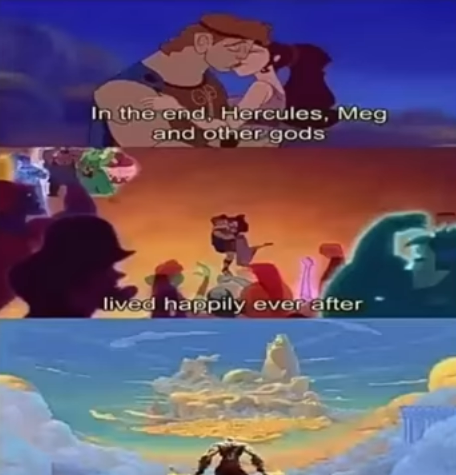 In the end, Hercules, Meg
and other gods
lived happily ever after